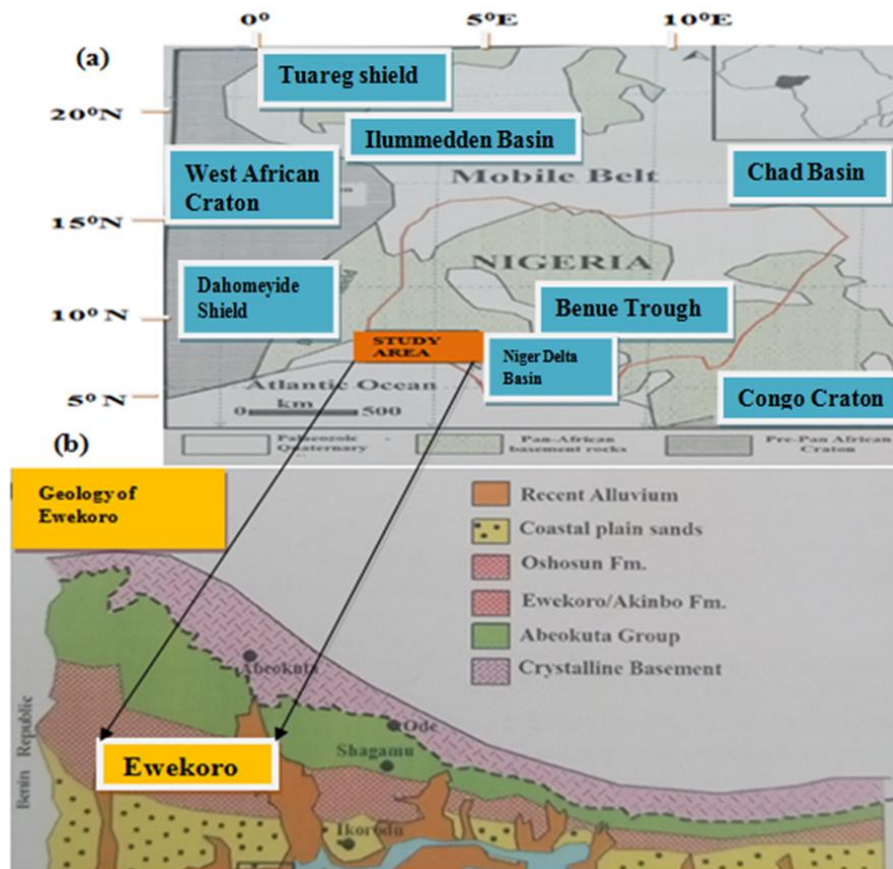 0° 5°E 10°E
(a)
Tuareg shield
20°N
Ilummedden Basin
West African
Craton
Mobile Belt
Chad Basin
15°N
NIGERIA
Dahomeyide
Shield
Benue Trough
10°N
STUDY
AREA
Niger Delta
Basin
Atlantic Ocean
5°N
km
0 500
Congo Craton
(b)
Palaeozoic -
Quaternary
Pan-African
basement rocks
Pre-Pan African
Craton
Geology of
Ewekoro
Recent Alluvium
Coastal plain sands
Oshosun Fm.
Ewekoro/Akinbo Fm.
Abeokuta Group
Crystalline Basement
Abeokuta
Benin Republic
Ode
Shagamu
Ewekoro
Ikorodu